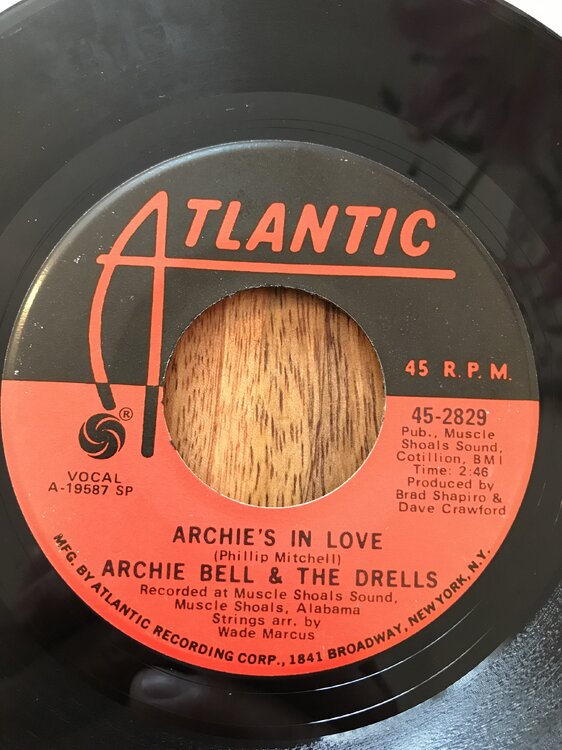 ATLANTIC
45 R.P.M.
®
VOCAL
A-19587 SP
45-2829
Pub., Muscle
Shoals Sound,
Cotillion, BMI
Time: 2:46
Produced by
Brad Shapiro &
Dave Crawford
ARCHIE'S IN LOVE
(Phillip Mitchell)
ARCHIE BELL & THE DRELLS
Recorded at Muscle Shoals Sound,
Muscle Shoals, Alabama
Strings arr. by
Wade Marcus
MFG. BY ATLANTIC RECORDING CORP., 1841 BROADWAY, NEW YORK, N.Y.